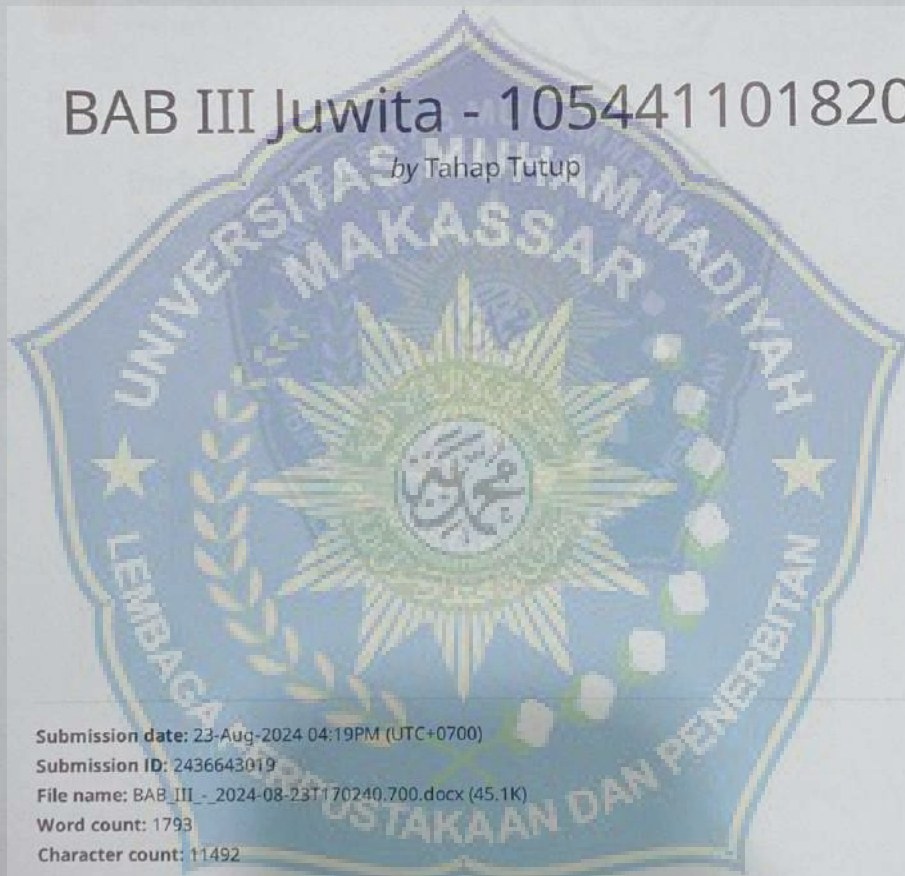 BAB III Juwita - 105441101820
by Tahap Tutup
UNIVERSITAS MUHAMMADIYAH
MAKASSAR
LEMBAGA PERPUSTAKAAN DAN PENERBITAN
Submission date: 23-Aug-2024 04:19PM (UTC+0700)
Submission ID: 2436643019
File name: BAB_III_-_2024-08-23T170240.700.docx (45.1K)
Word count: 1793
Character count: 11492